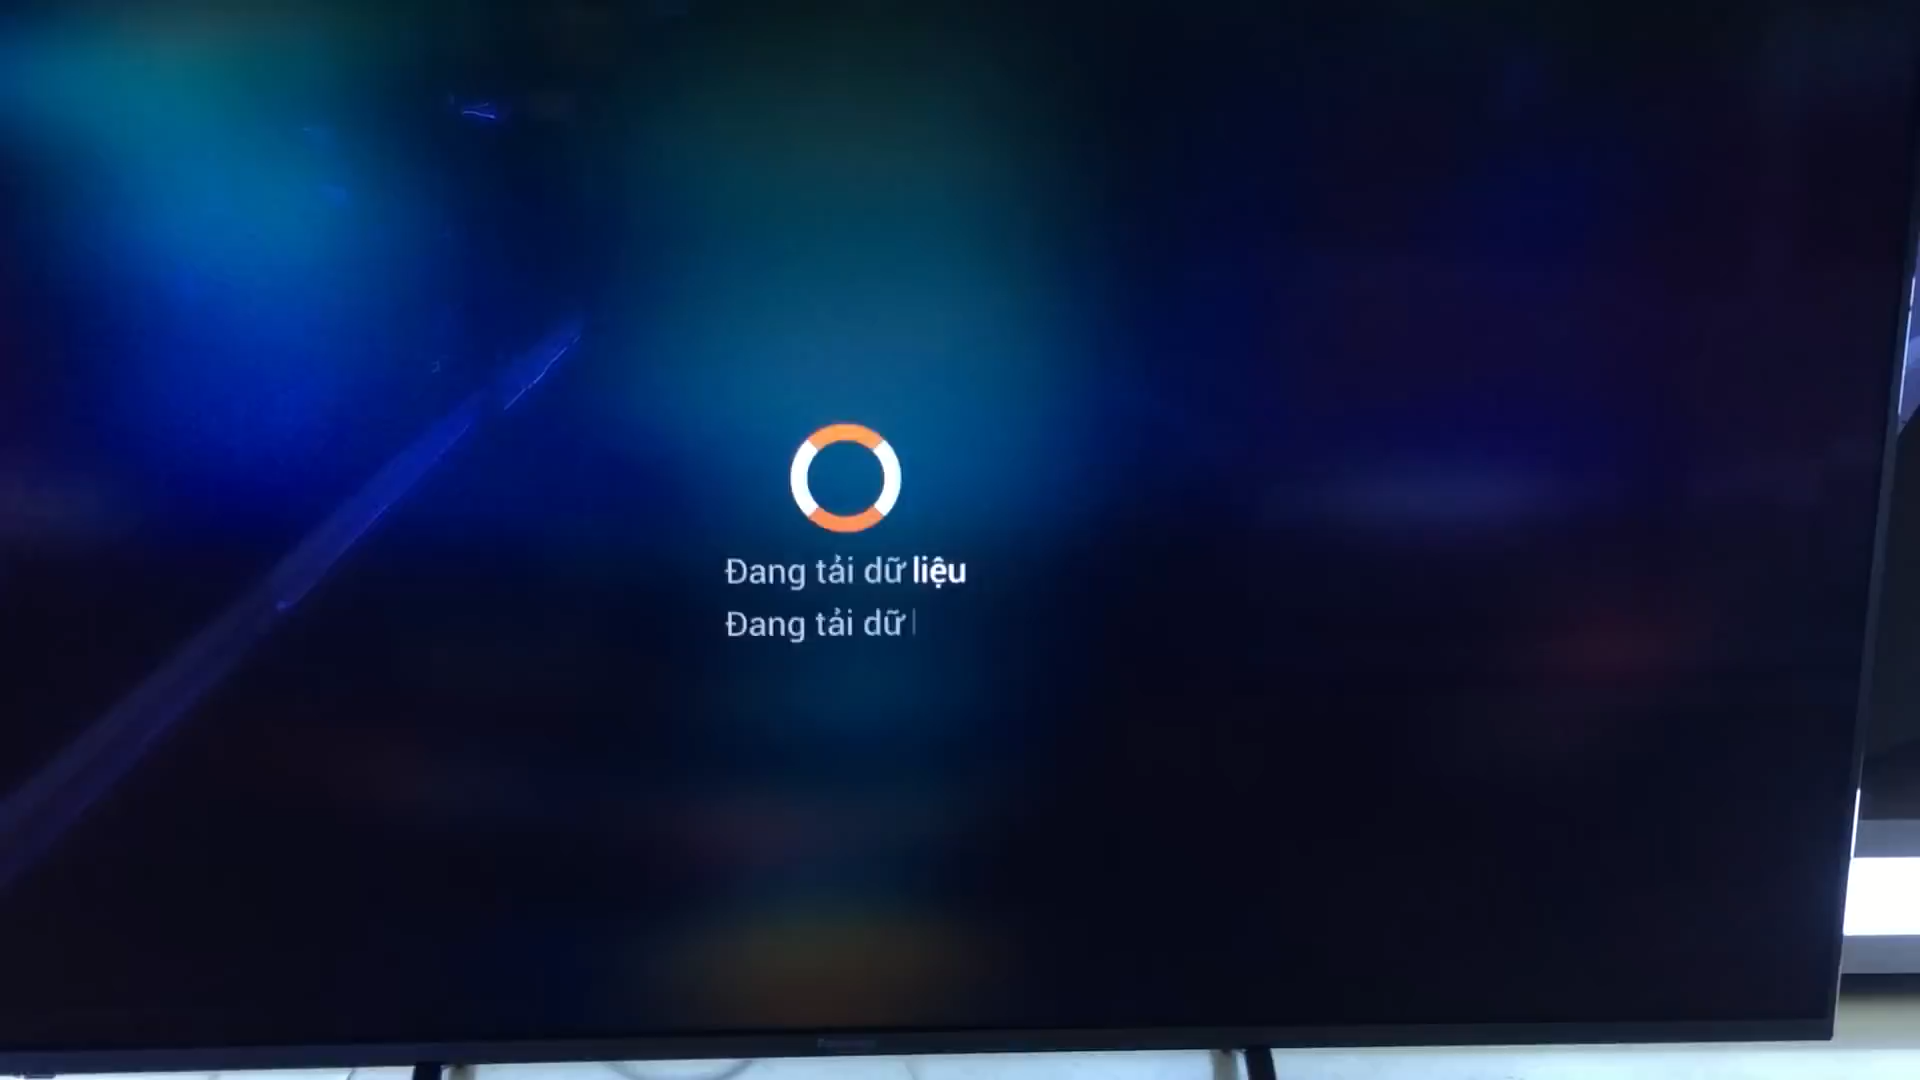 Đang tải dữ liệu
Đang tải dữ